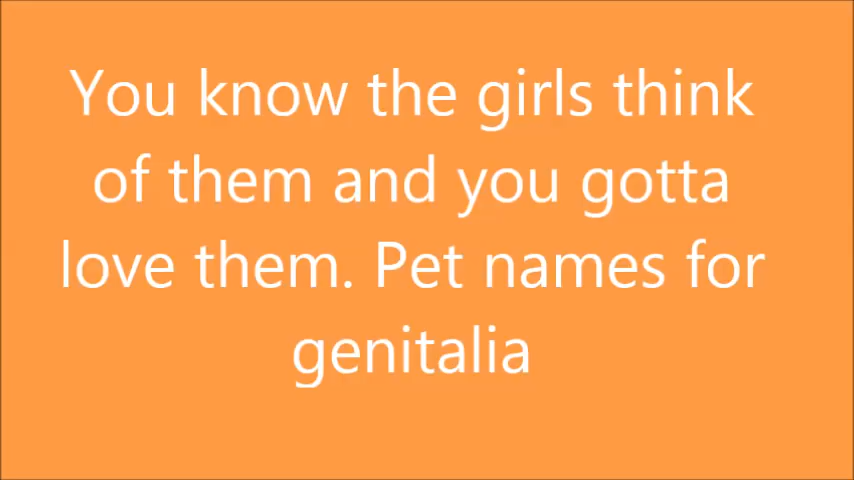 You know the girls think
of them and you gotta
love them. Pet names for
genitalia